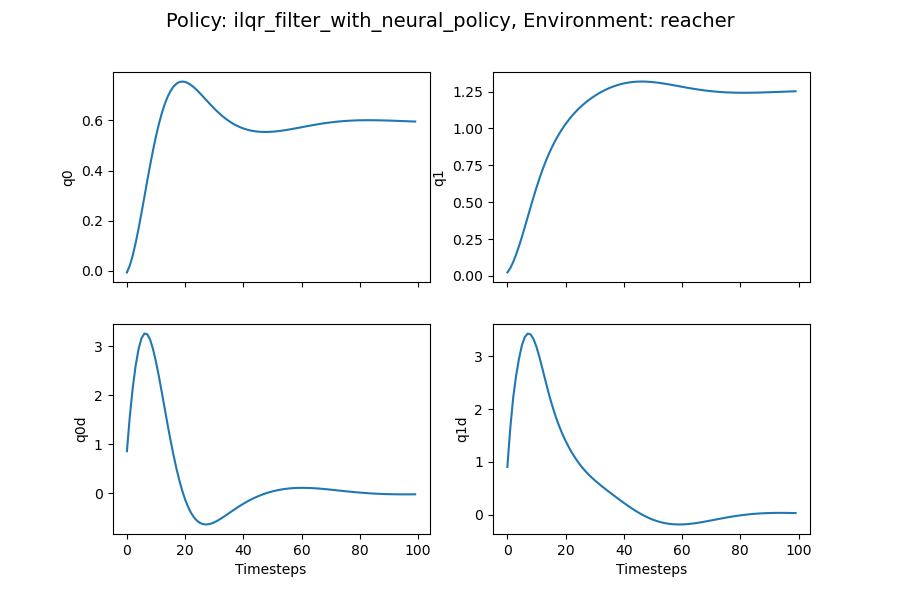 Policy: ilqr_filter_with_neural_policy, Environment: reacher
q0
0.6
0.4
0.2
0.0
q1
1.25
1.00
0.75
0.50
0.25
0.00
q0d
3
2
1
0
0 20 40 60 80 100
Timesteps
q1d
3
2
1
0
0 20 40 60 80 100
Timesteps